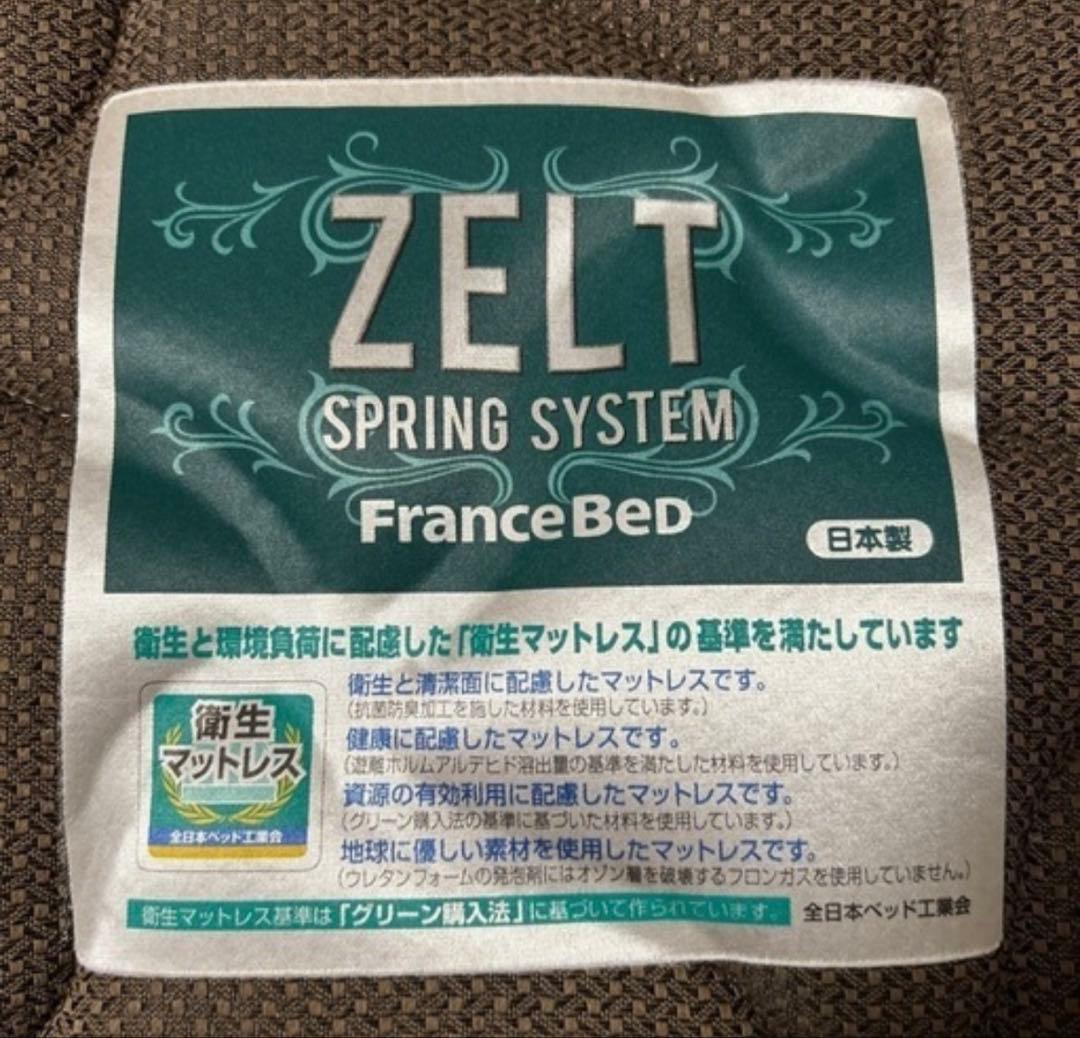 ZELT
SPRING SYSTEM
FranceBeD
日本製
衛生と環境負荷に配慮した「衛生マットレス」の基準を満たしています
衛生
マットレス
全日本ベッド工業会
衛生と清潔面に配慮したマットレスです。
(抗菌防臭加工を施した材料を使用しています。)
健康に配慮したマットレスです。
(遊離ホルムアルデヒド溶出量の基準を満たした材料を使用しています。)
資源の有効利用に配慮したマットレスです。
(グリーン購入法の基準に基づいた材料を使用しています。)
地球に優しい素材を使用したマットレスです。
(ウレタンフォームの発泡剤にはオゾン層を破壊するフロンガスを使用していません。)
衛生マットレス基準は「グリーン購入法」に基づいて作られています。
全日本ベッド工業会